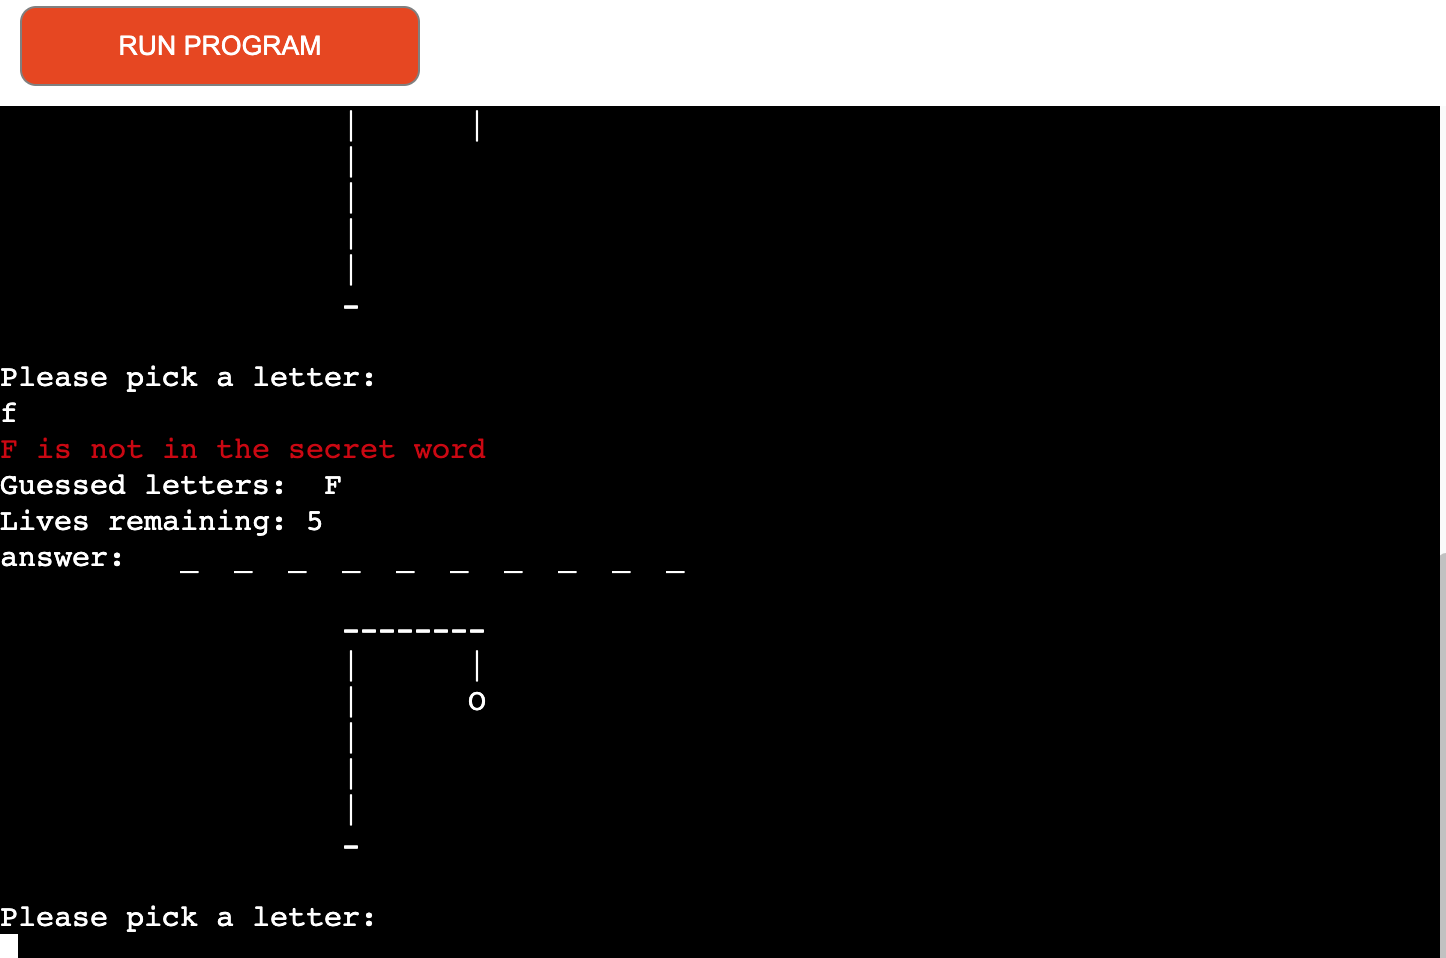 RUN PROGRAM
|      |
|
|
|
|
-
Please pick a letter:
f
F is not in the secret word
Guessed letters:  F
Lives remaining: 5
answer:   _  _  _  _  _  _  _  _  _  _
--------
|      |
|      O
|
|
|
-
Please pick a letter: